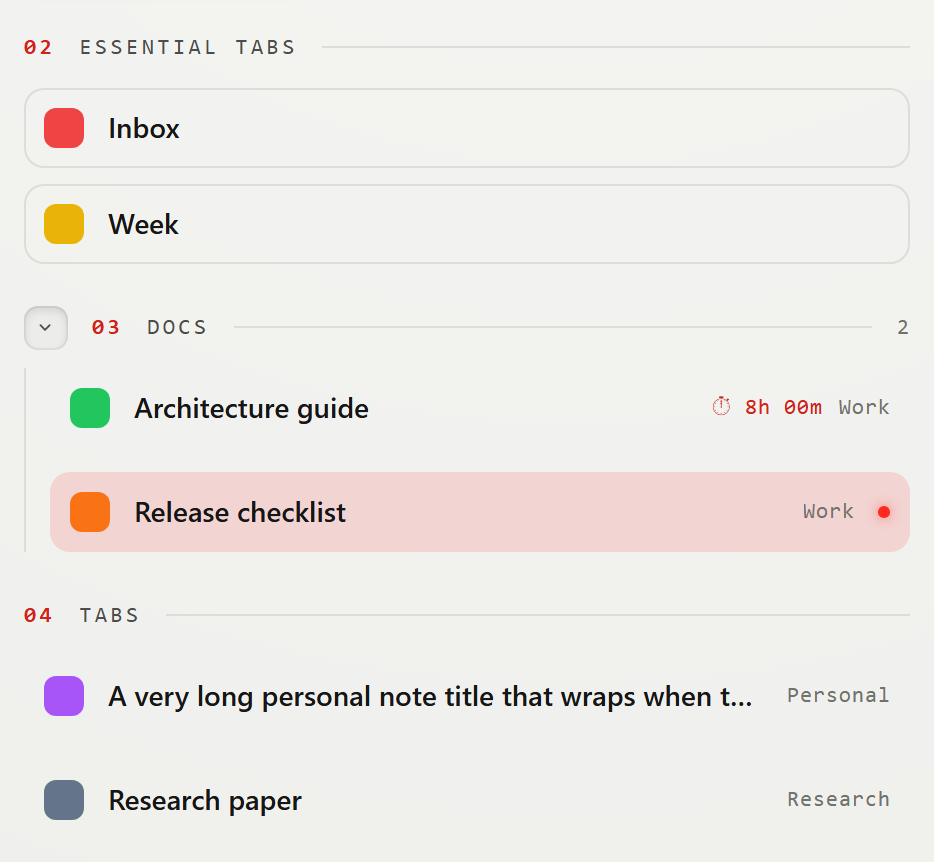 02 ESSENTIAL TABS
Inbox
Week
03 DOCS 2
Architecture guide ⏱ 8h 00m Work
Release checklist Work
04 TABS
A very long personal note title that wraps when t... Personal
Research paper Research